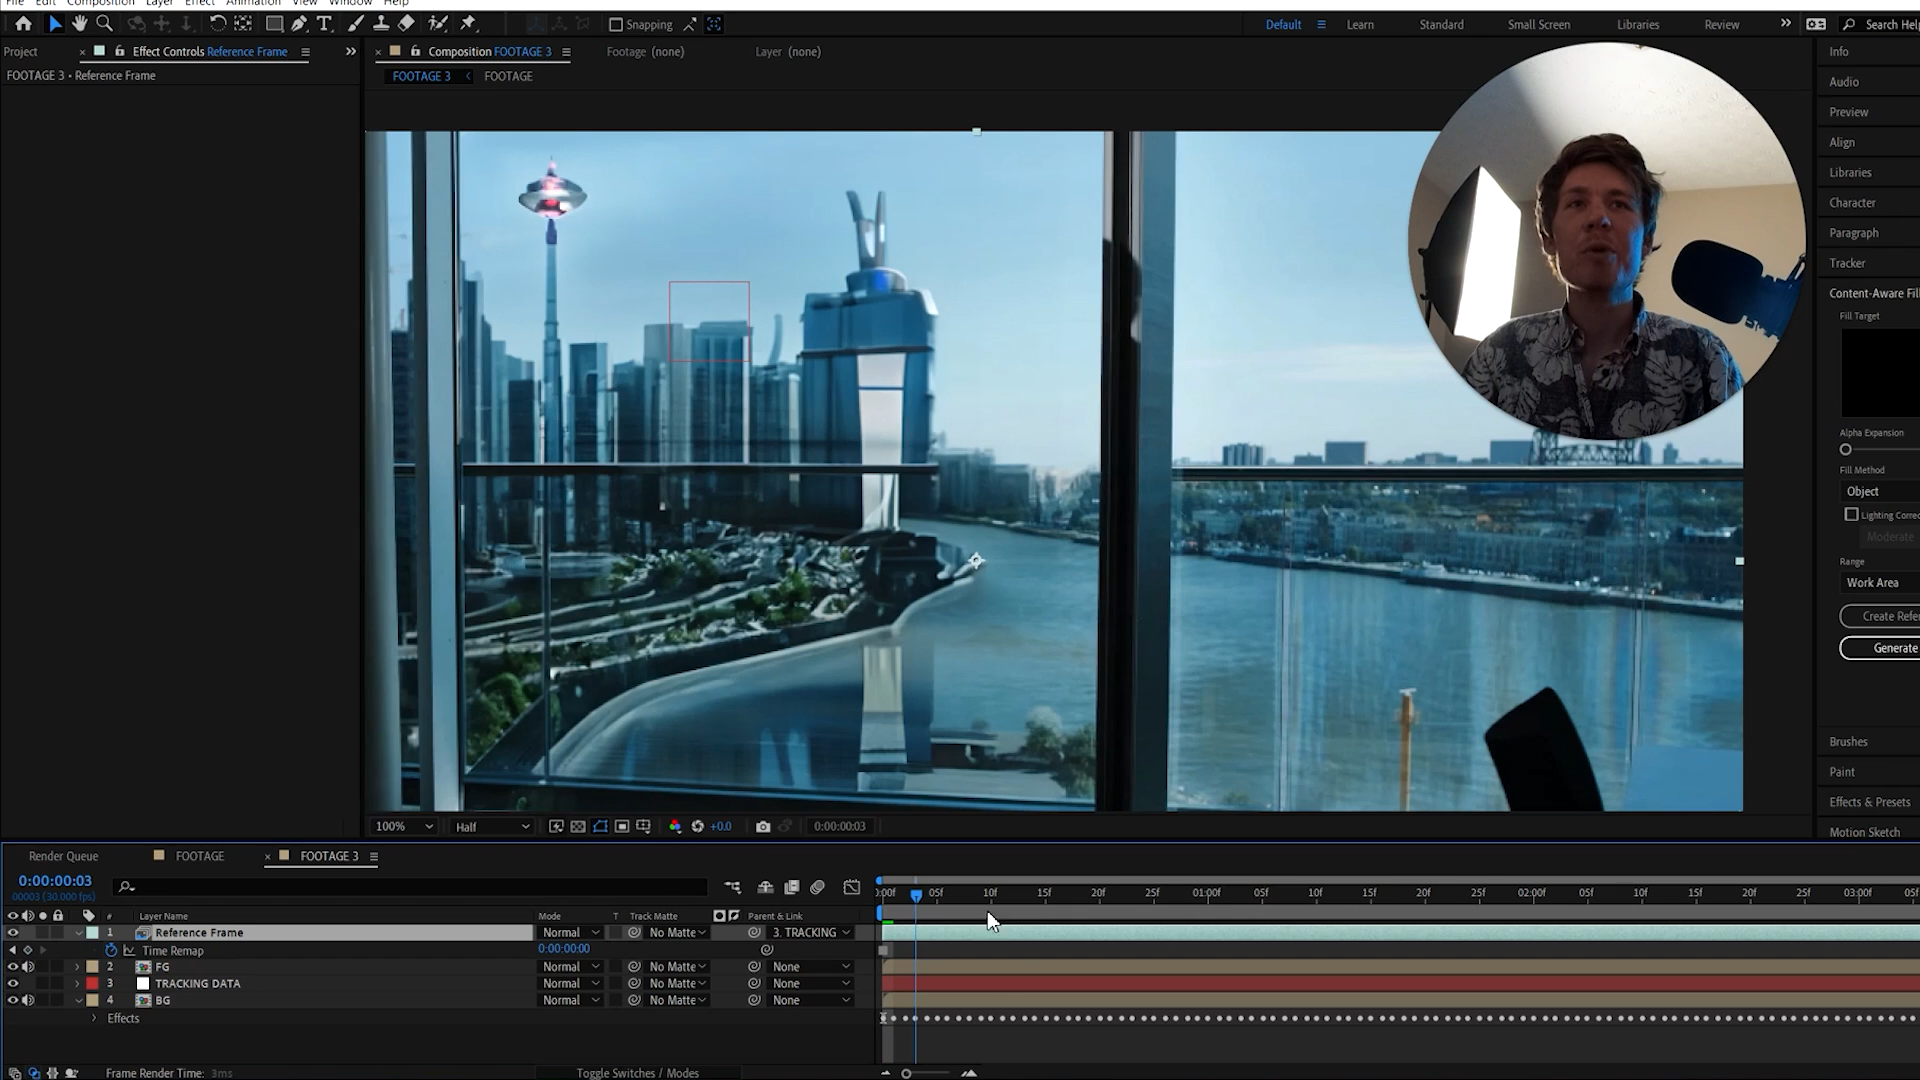 File Edit Composition Layer Effect Animation View Window Help
Snapping
Default Learn Standard Small Screen Libraries Review Search Help
Project Effect Controls Reference Frame
Composition FOOTAGE 3 Footage (none) Layer (none)
FOOTAGE 3 • Reference Frame
FOOTAGE 3 FOOTAGE
Info
Audio
Preview
Align
Libraries
Character
Paragraph
Tracker
Content-Aware Fill
Fill Target
Alpha Expansion
Fill Method
Object
Lighting Correc
Moderate
Range
Work Area
Create Refer
Generate
Brushes
Paint
Effects & Presets
Motion Sketch
100% Half +0.0 0:00:00:03
Render Queue FOOTAGE FOOTAGE 3
0:00:00:03
00003 (30.000 fps)
:00f 05f 10f 15f 20f 25f 01:00f 05f 10f 15f 20f 25f 02:00f 05f 10f 15f 20f 25f 03:00f 05f
# Layer Name Mode T Track Matte Parent & Link
1 Reference Frame Normal No Matte 3. TRACKING
Time Remap 0:00:00:00
2 FG Normal No Matte None
3 TRACKING DATA Normal No Matte None
4 BG Normal No Matte None
Effects
Frame Render Time: 3ms Toggle Switches / Modes